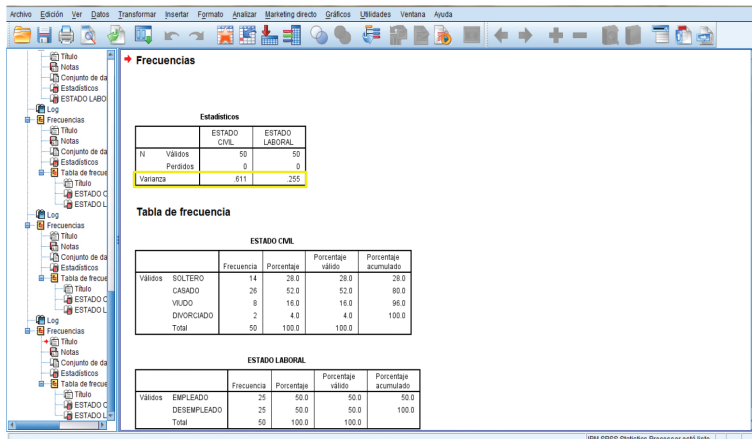 Archivo Edición Ver Datos Transformar Insertar Formato Analizar Marketing directo Gráficos Utilidades Ventana Ayuda
Título
Notas
Conjunto de da
Estadísticos
ESTADO LABO
Log
Frecuencias
Título
Notas
Conjunto de da
Estadísticos
Tabla de frecue
Título
ESTADO C
ESTADO L
Log
Frecuencias
Título
Notas
Conjunto de da
Estadísticos
Tabla de frecue
Título
ESTADO C
ESTADO L
Log
Frecuencias
Título
Notas
Conjunto de da
Estadísticos
Tabla de frecue
Título
ESTADO C
ESTADO L
Frecuencias
Estadísticos
ESTADO CIVIL ESTADO LABORAL
N Válidos 50 50
Perdidos 0 0
Varianza .611 .255
Tabla de frecuencia
ESTADO CIVIL
Frecuencia Porcentaje Porcentaje válido Porcentaje acumulado
Válidos SOLTERO 14 28.0 28.0 28.0
CASADO 26 52.0 52.0 80.0
VIUDO 8 16.0 16.0 96.0
DIVORCIADO 2 4.0 4.0 100.0
Total 50 100.0 100.0
ESTADO LABORAL
Frecuencia Porcentaje Porcentaje válido Porcentaje acumulado
Válidos EMPLEADO 25 50.0 50.0 50.0
DESEMPLEADO 25 50.0 50.0 100.0
Total 50 100.0 100.0
IBM SPSS Statistics Processor está listo